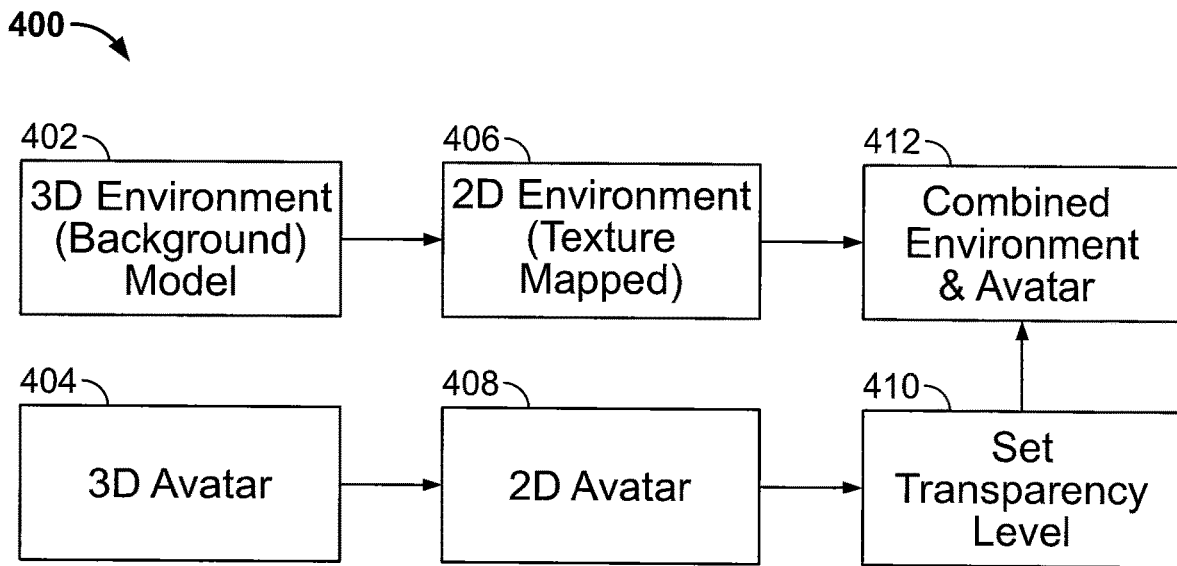 400
402
3D Environment
(Background)
Model
406
2D Environment
(Texture
Mapped)
412
Combined
Environment
& Avatar
404
3D Avatar
408
2D Avatar
410
Set
Transparency
Level